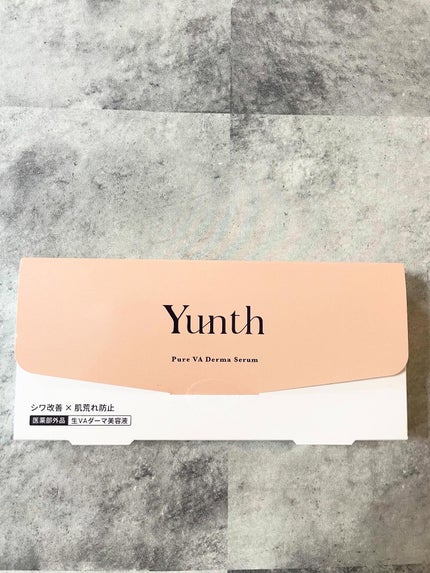 Yunth
Pure VA Derma Serum
シワ改善 × 肌荒れ防止
医薬部外品 生VAダーマ美容液